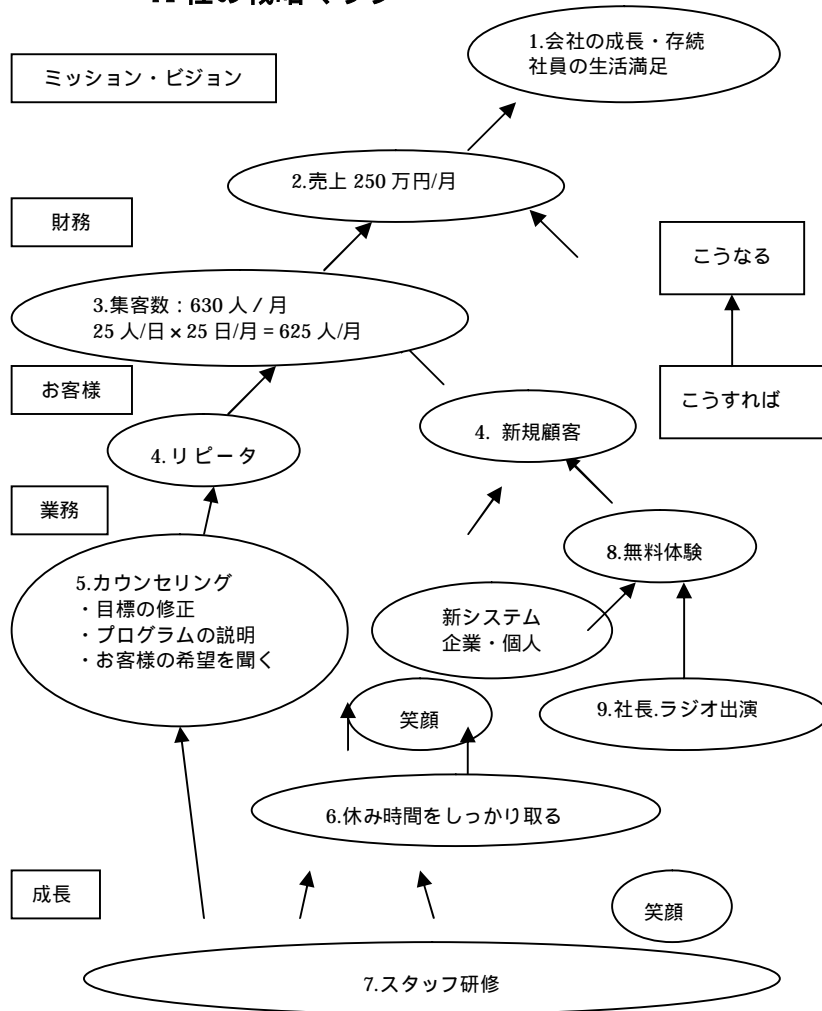 1.会社の成長・存続
社員の生活満足
ミッション・ビジョン
2.売上 250 万円/月
財務
こうなる
3.集客数：630 人 / 月
25 人/日 × 25 日/月 = 625 人/月
お客様
こうすれば
4. 新規顧客
4.リピータ
業務
8.無料体験
5.カウンセリング
・目標の修正
・プログラムの説明
・お客様の希望を聞く
新システム
企業・個人
笑顔
9.社長.ラジオ出演
6.休み時間をしっかり取る
成長
笑顔
7.スタッフ研修